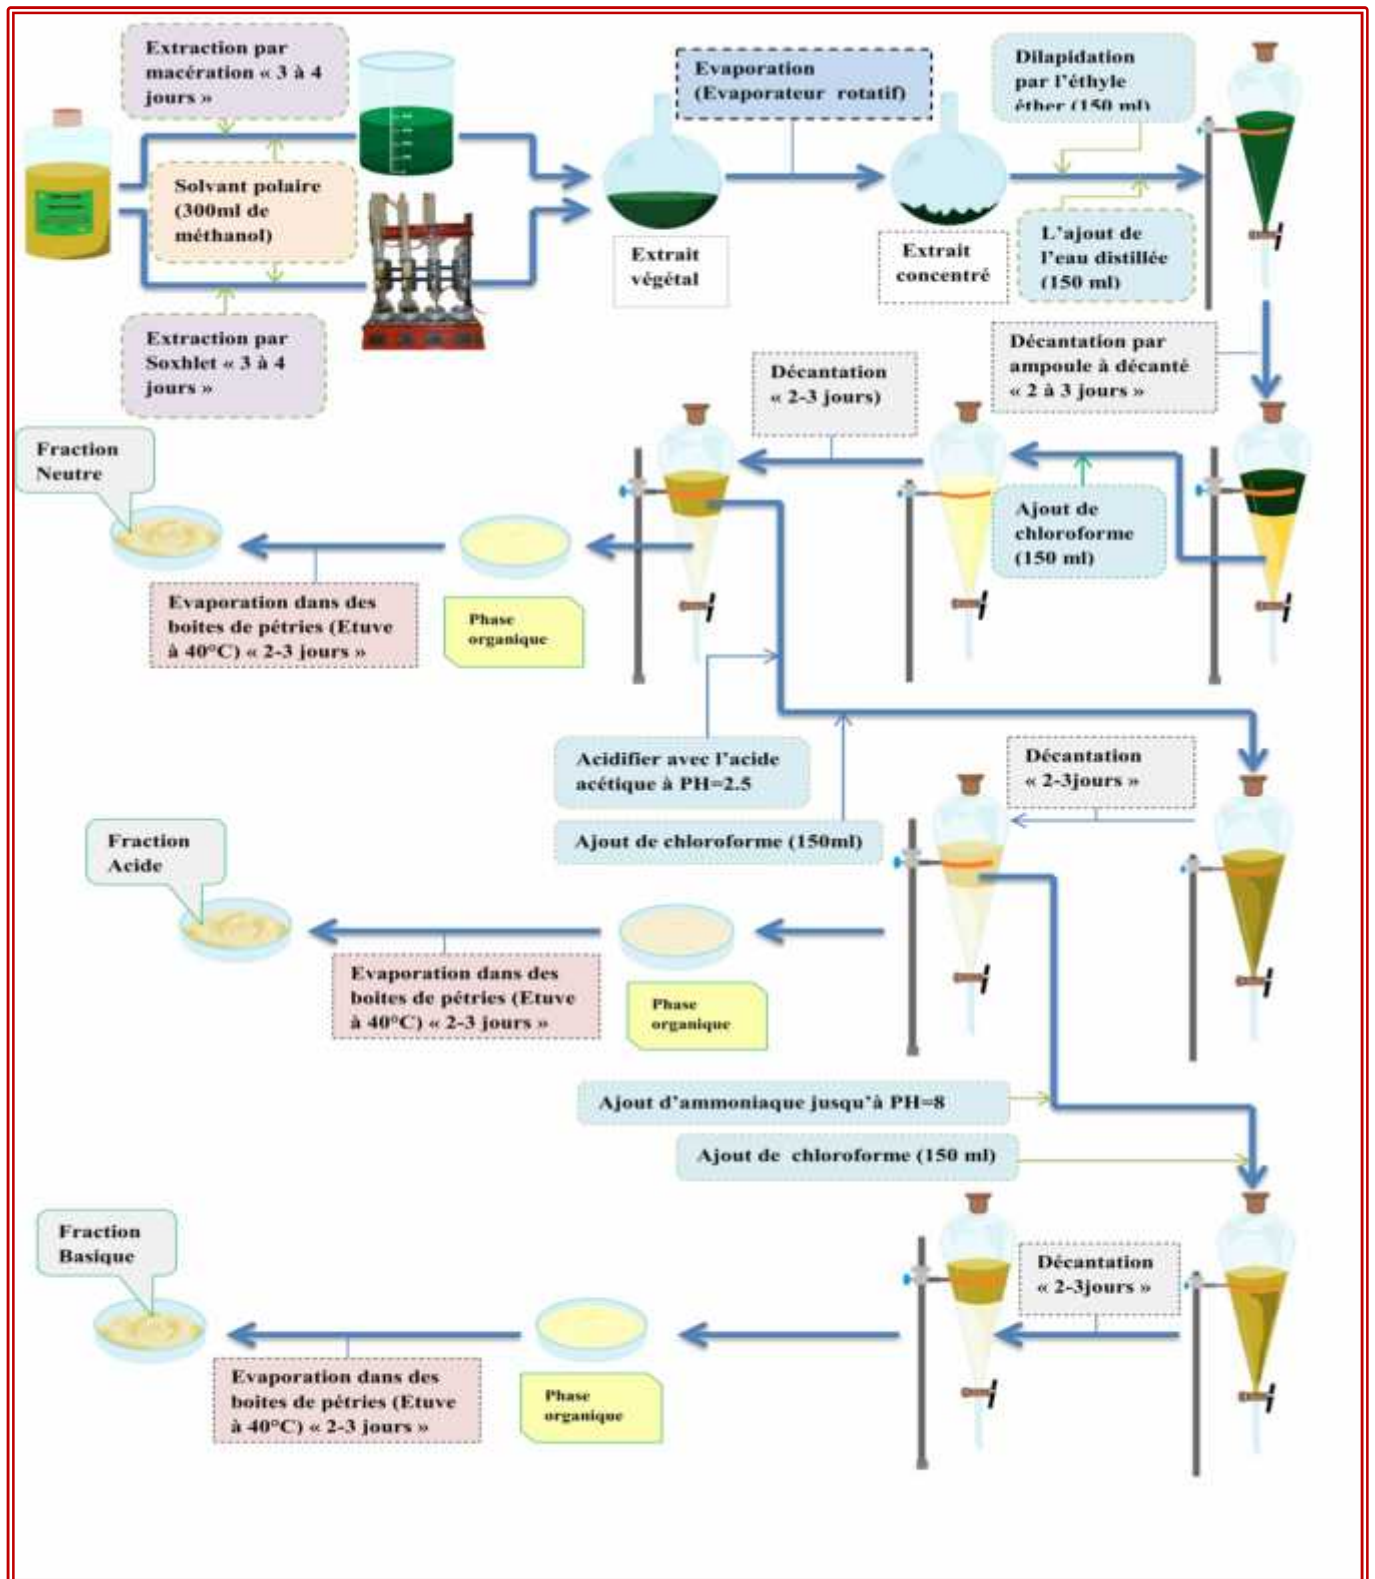 Extraction par
macération « 3 à 4
jours »
Solvant polaire
(300ml de
méthanol)
Extraction par
Soxhlet « 3 à 4
jours »
Extrait
végétal
Evaporation
(Evaporateur rotatif)
Extrait
concentré
Dilapidation
par l’éthyle
éther (150 ml)
L’ajout de
l’eau distillée
(150 ml)
Décantation par
ampoule à décanté
« 2 à 3 jours »
Ajout de
chloroforme
(150 ml)
Décantation
« 2-3 jours)
Phase
organique
Evaporation dans des
boites de pétries (Etuve
à 40°C) « 2-3 jours »
Fraction
Neutre
Acidifier avec l’acide
acétique à PH=2.5
Ajout de chloroforme (150ml)
Décantation
« 2-3jours »
Phase
organique
Evaporation dans des
boites de pétries (Etuve
à 40°C) « 2-3 jours »
Fraction
Acide
Ajout d’ammoniaque jusqu’à PH=8
Ajout de chloroforme (150 ml)
Décantation
« 2-3jours »
Phase
organique
Evaporation dans des
boites de pétries (Etuve
à 40°C) « 2-3 jours »
Fraction
Basique